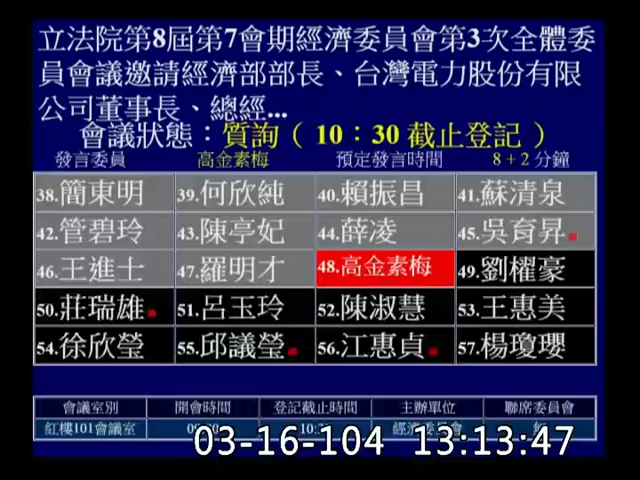 立法院第8屆第7會期經濟委員會第3次全體委
員會議邀請經濟部部長、台灣電力股份有限
公司董事長、總經...
會議狀態：質詢（10：30 截止登記）
發言委員 高金素梅 預定發言時間 8+2 分鐘
38.簡東明 39.何欣純 40.賴振昌 41.蘇清泉
42.管碧玲 43.陳亭妃 44.薛凌 45.吳育昇
46.王進士 47.羅明才 48.高金素梅 49.劉櫂豪
50.莊瑞雄 51.呂玉玲 52.陳淑慧 53.王惠美
54.徐欣瑩 55.邱議瑩 56.江惠貞 57.楊瓊瓔
會議室別 開會時間 登記截止時間 主辦單位 聯席委員會
紅樓101會議室 經濟委員會
03-16-104 13:13:47